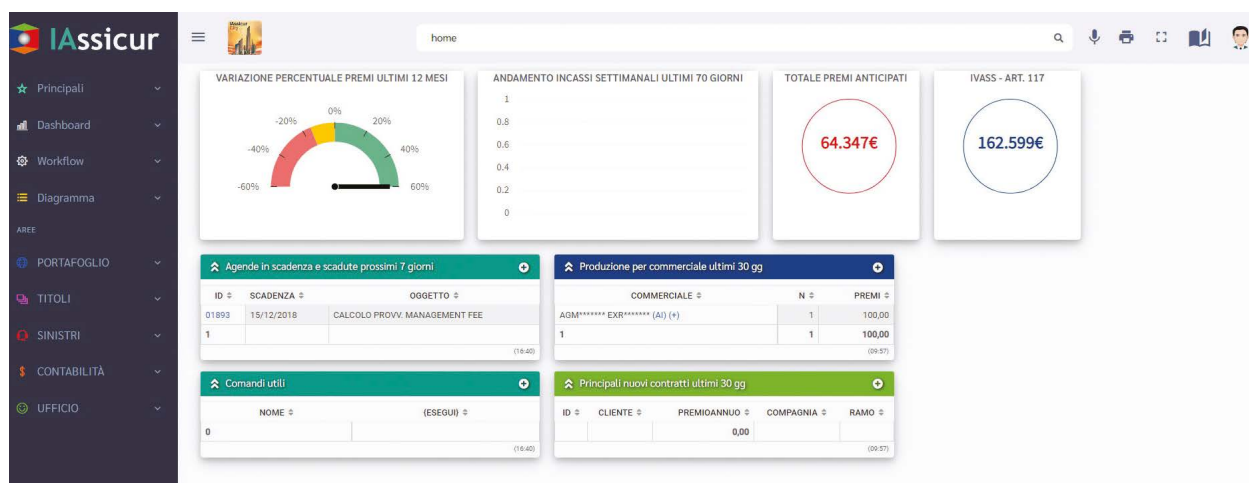 IAssicur
home
Principali
Dashboard
Workflow
Diagramma
AREE
PORTAFOGLIO
TITOLI
SINISTRI
CONTABILITÀ
UFFICIO
VARIAZIONE PERCENTUALE PREMI ULTIMI 12 MESI
-60%
-40%
-20%
0%
20%
40%
60%
ANDAMENTO INCASSI SETTIMANALI ULTIMI 70 GIORNI
1
0.8
0.6
0.4
0.2
0
TOTALE PREMI ANTICIPATI
64.347€
IVASS - ART. 117
162.599€
Agende in scadenza e scadute prossimi 7 giorni
ID SCADENZA OGGETTO
01893 15/12/2018 CALCOLO PROVV. MANAGEMENT FEE
1
(16:40)
Produzione per commerciale ultimi 30 gg
COMMERCIALE N PREMI
AGM******* EXR******* (AI) (+) 1 100,00
1 1 100,00
(09:57)
Comandi utili
NOME (ESEGUI)
0
(16:40)
Principali nuovi contratti ultimi 30 gg
ID CLIENTE PREMIOANNUO COMPAGNIA RAMO
0,00
(09:57)